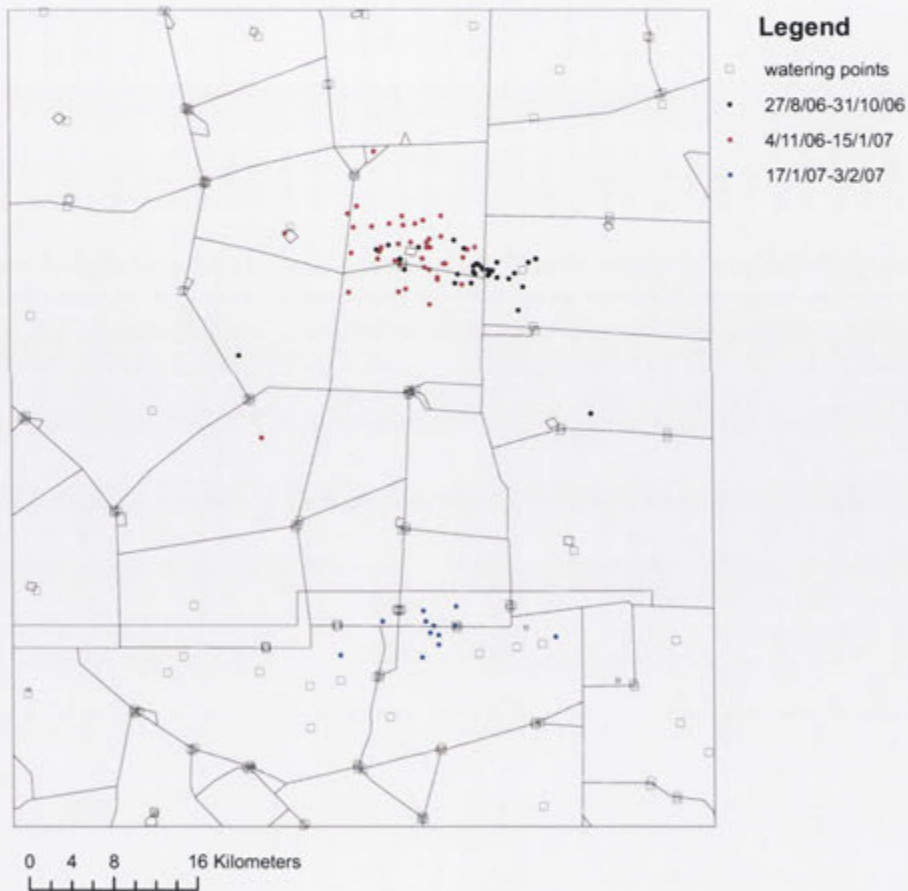 Legend
watering points
27/8/06-31/10/06
4/11/06-15/1/07
17/1/07-3/2/07
0 4 8 16 Kilometers